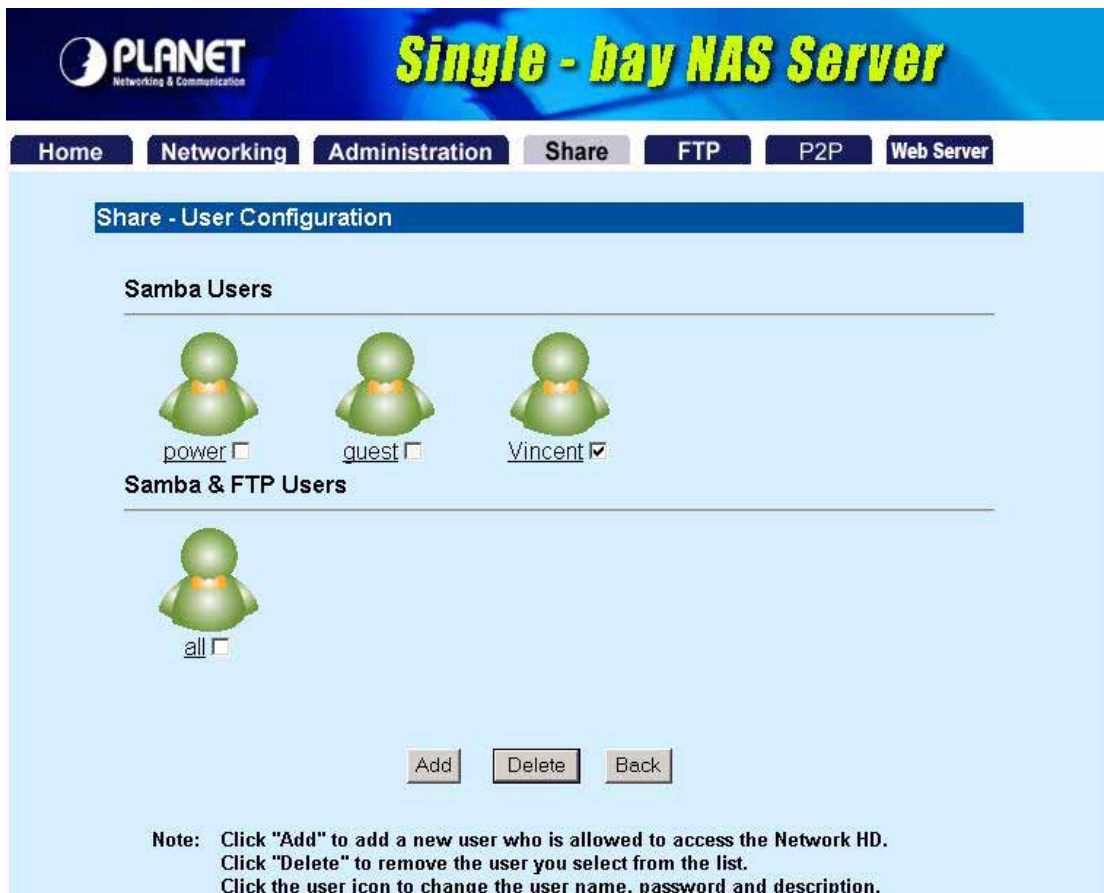 PLANET
Networking & Communication
Single - bay NAS Server
Home Networking Administration Share FTP P2P Web Server
Share - User Configuration
Samba Users
power guest Vincent
Samba & FTP Users
all
Add Delete Back
Note: Click "Add" to add a new user who is allowed to access the Network HD.
Click "Delete" to remove the user you select from the list.
Click the user icon to change the user name, password and description.